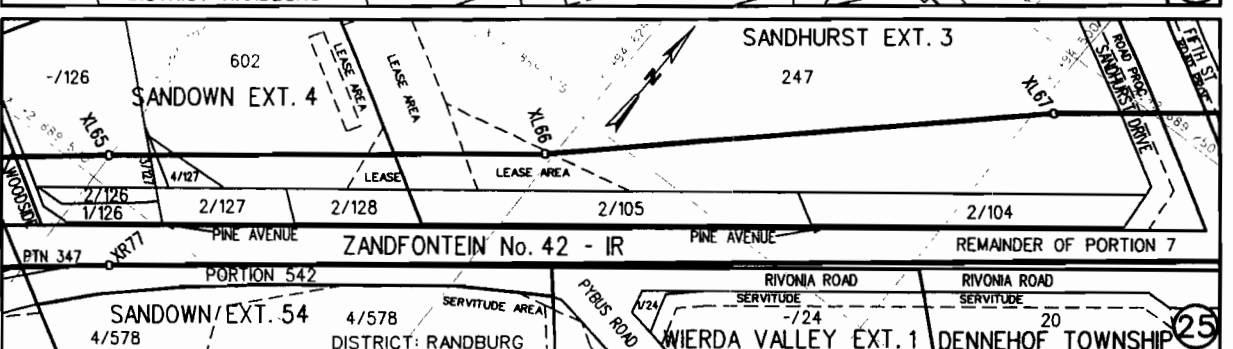 SANDHURST EXT. 3
247
602
-/126
SANDOWN EXT. 4
LEASE AREA
LEASE AREA
N
XL65
XL66
XL67
ROAD PROC.
SANDHURST DRIVE
FIFTH ST
WOODSIDE
3/127
4/127
LEASE
LEASE AREA
2/126
1/126
2/127
2/128
2/105
2/104
PINE AVENUE
PINE AVENUE
ZANDFONTEIN No. 42 - IR
REMAINDER OF PORTION 7
PTN 347
XR77
PORTION 542
RIVONIA ROAD
RIVONIA ROAD
SERVITUDE AREA
PYBUS ROAD
1/24
SERVITUDE
SERVITUDE
SANDOWN EXT. 54
4/578
-/24
20
25
4/578
DISTRICT: RANDBURG
WIERDA VALLEY EXT. 1
DENNEHOF TOWNSHIP